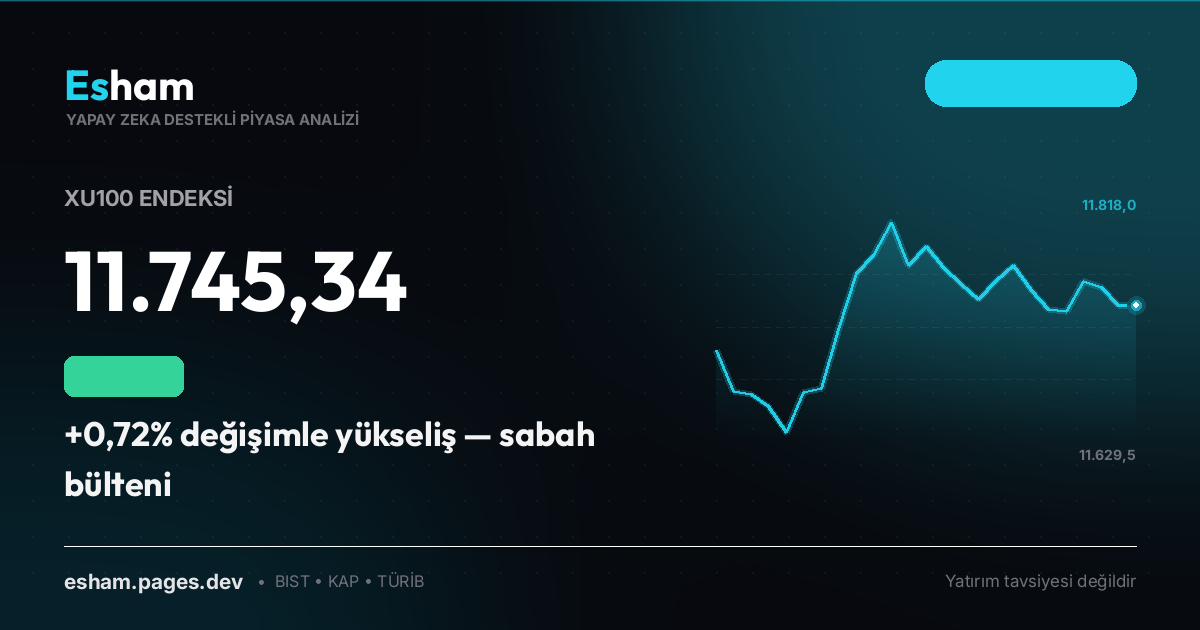 Esham
YAPAY ZEKA DESTEKLİ PİYASA ANALİZİ
XU100 ENDEKSİ
11.745,34
+0,72% değişimle yükseliş — sabah
bülteni
11.818,0
11.629,5
esham.pages.dev • BIST • KAP • TÜRİB
Yatırım tavsiyesi değildir